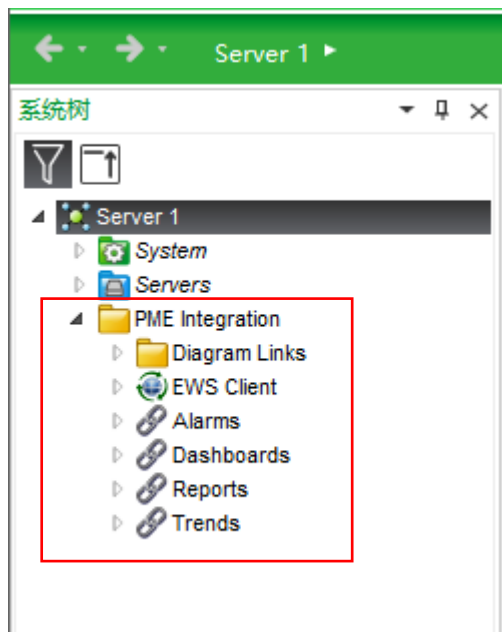 Server 1
系统树
Server 1
System
Servers
PME Integration
Diagram Links
EWS Client
Alarms
Dashboards
Reports
Trends